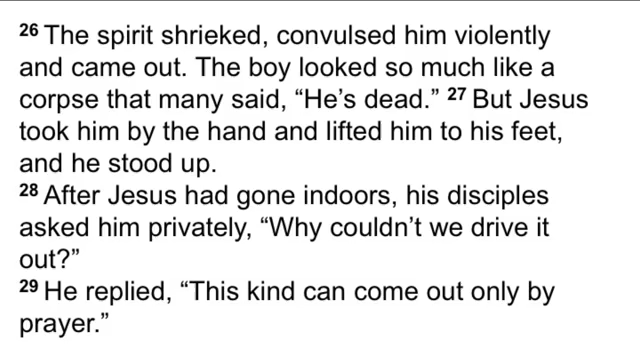 26 The spirit shrieked, convulsed him violently
and came out. The boy looked so much like a
corpse that many said, “He’s dead.” 27 But Jesus
took him by the hand and lifted him to his feet,
and he stood up.
28 After Jesus had gone indoors, his disciples
asked him privately, “Why couldn’t we drive it
out?”
29 He replied, “This kind can come out only by
prayer.”